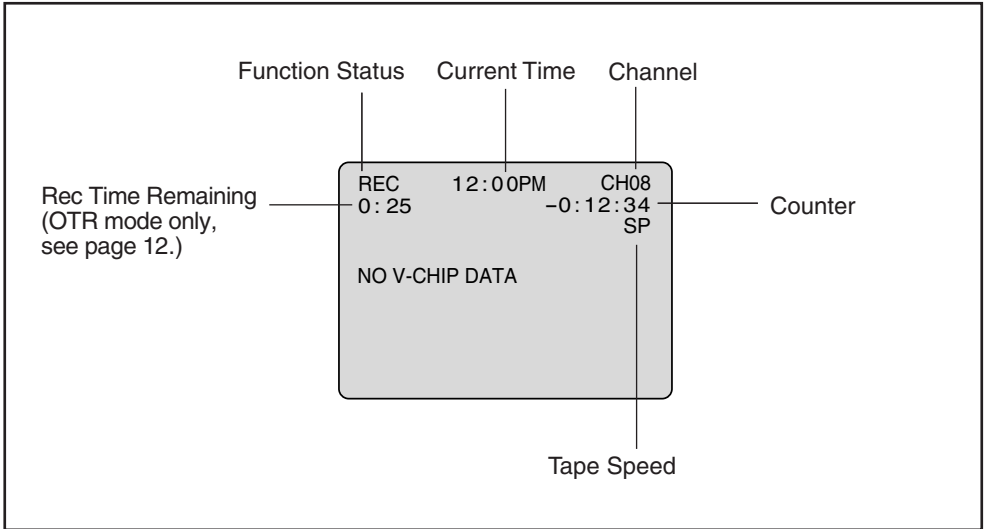 Function Status
Current Time
Channel
Rec Time Remaining
(OTR mode only,
see page 12.)
REC 12:00PM CH08
0:25 -0:12:34
SP
NO V-CHIP DATA
Counter
Tape Speed